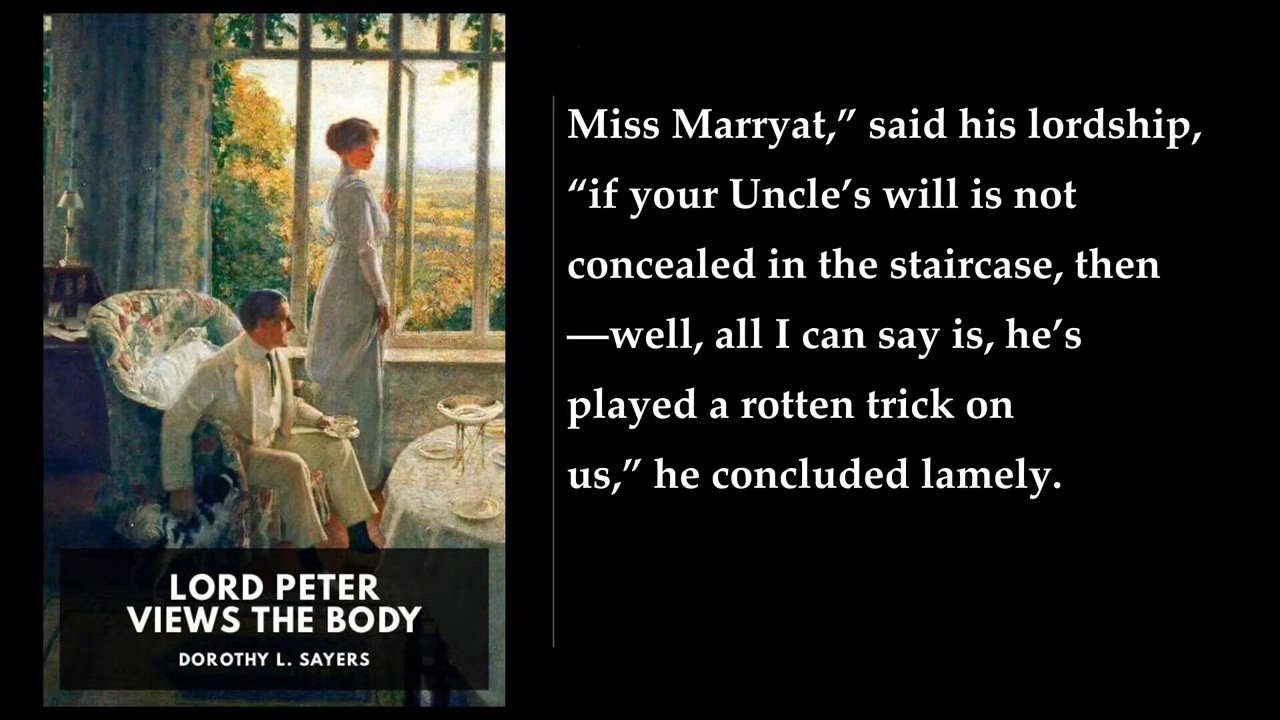 Miss Marryat,” said his lordship,
“if your Uncle’s will is not
concealed in the staircase, then
—well, all I can say is, he’s
played a rotten trick on
us,” he concluded lamely.
LORD PETER
VIEWS THE BODY
DOROTHY L. SAYERS